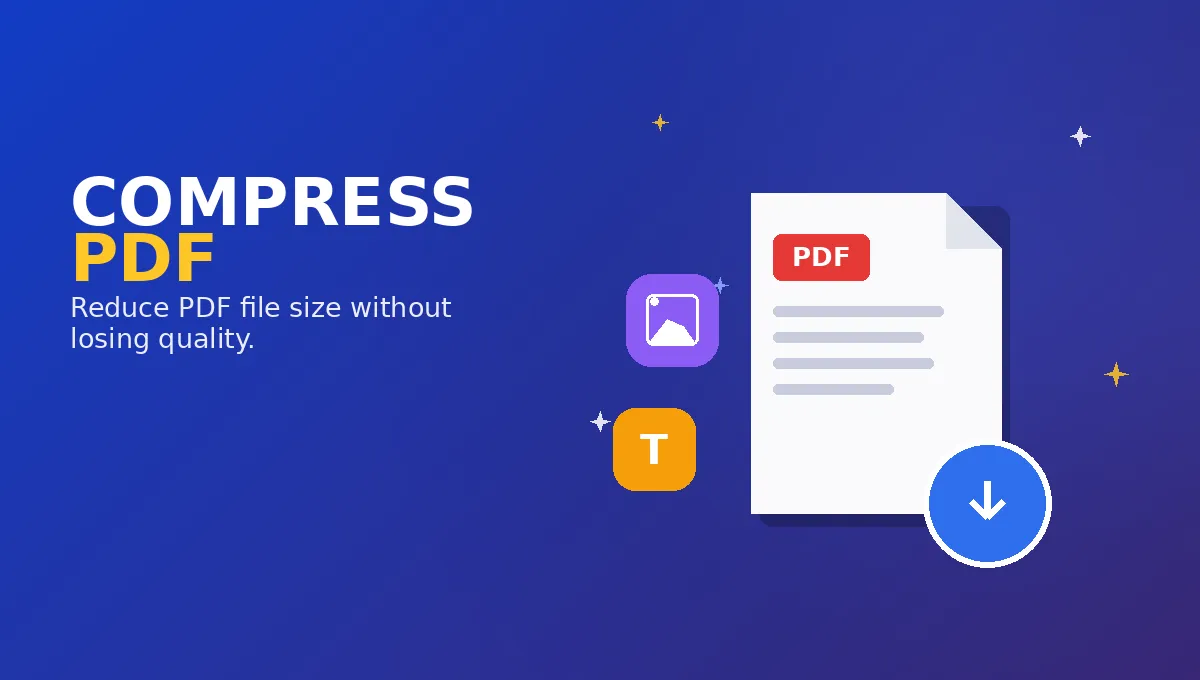 COMPRESS
PDF
Reduce PDF file size without
losing quality.
PDF
T